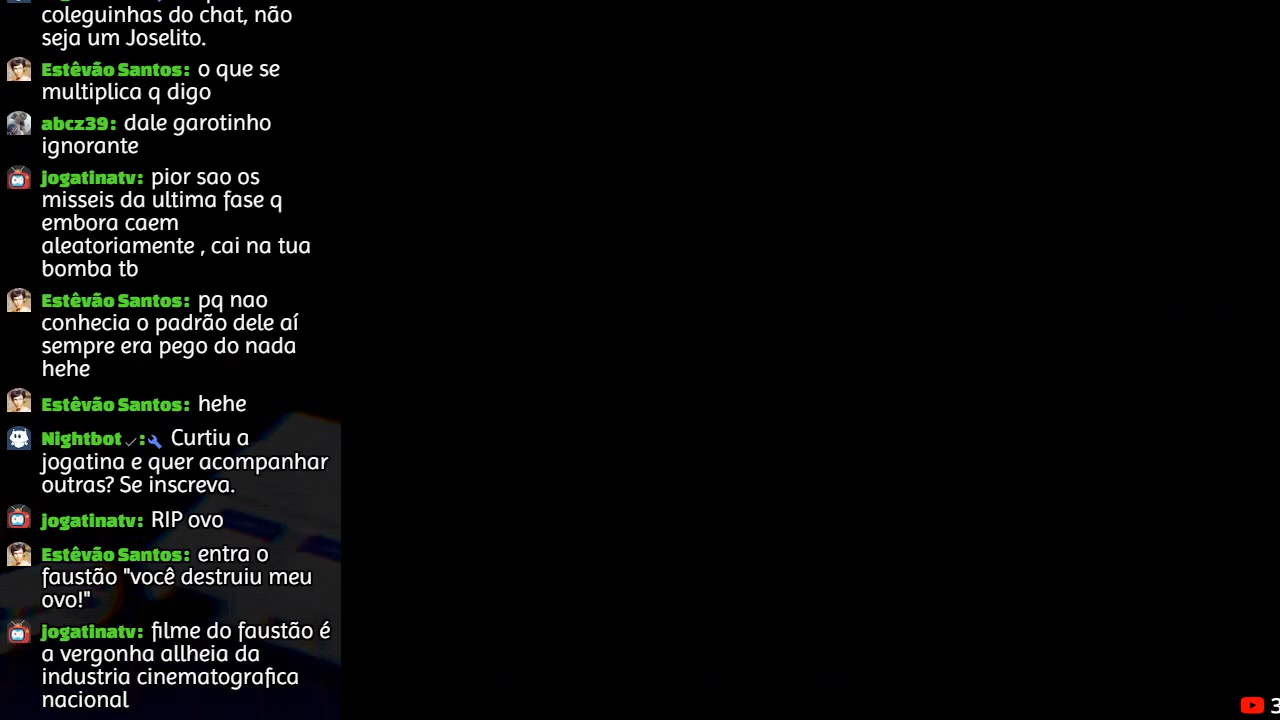 coleguinhas do chat, não
seja um Joselito.
Estêvão Santos: o que se
multiplica q digo
abcz39: dale garotinho
ignorante
jogatinatv: pior sao os
misseis da ultima fase q
embora caem
aleatoriamente , cai na tua
bomba tb
Estêvão Santos: pq nao
conhecia o padrão dele aí
sempre era pego do nada
hehe
Estêvão Santos: hehe
Nightbot : Curtiu a
jogatina e quer acompanhar
outras? Se inscreva.
jogatinatv: RIP ovo
Estêvão Santos: entra o
faustão "você destruiu meu
ovo!"
jogatinatv: filme do faustão é
a vergonha allheia da
industria cinematografica
nacional
3